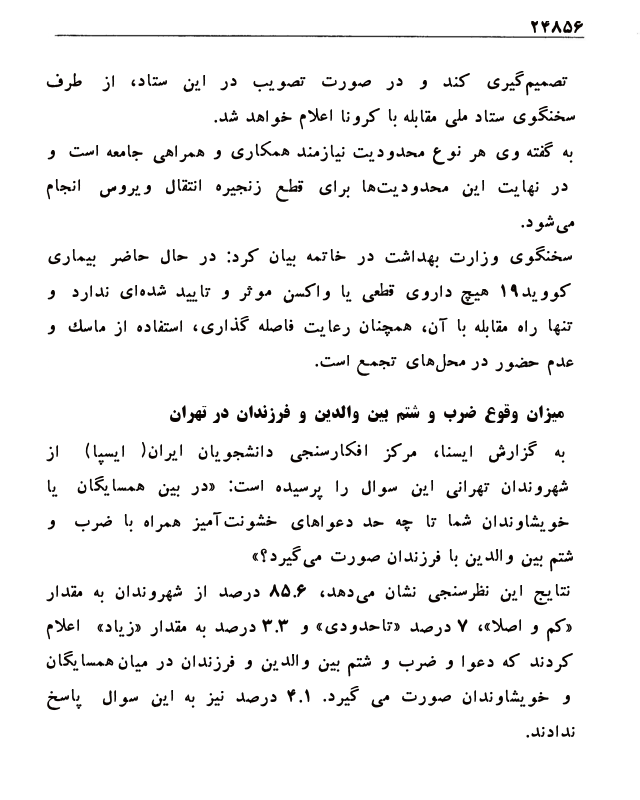 ۲۴۸۵۶
تصمیم‌گیری کند و در صورت تصویب در این ستاد، از طرف
سخنگوی ستاد ملی مقابله با کرونا اعلام خواهد شد.
به گفته وی هر نوع محدودیت نیازمند همکاری و همراهی جامعه است و
در نهایت این محدودیت‌ها برای قطع زنجیره انتقال ویروس انجام
می‌شود.
سخنگوی وزارت بهداشت در خاتمه بیان کرد: در حال حاضر بیماری
کووید۱۹ هیچ داروی قطعی یا واکسن موثر و تایید شده‌ای ندارد و
تنها راه مقابله با آن، همچنان رعایت فاصله گذاری، استفاده از ماسك و
عدم حضور در محل‌های تجمع است.
میزان وقوع ضرب و شتم بین والدین و فرزندان در تهران
به گزارش ایسنا، مرکز افکارسنجی دانشجویان ایران( ایسپا) از
شهروندان تهرانی این سوال را پرسیده است: «در بین همسایگان یا
خویشاوندان شما تا چه حد دعواهای خشونت‌آمیز همراه با ضرب و
شتم بین والدین با فرزندان صورت می‌گیرد؟»
نتایج این نظرسنجی نشان می‌دهد، ۸۵.۶ درصد از شهروندان به مقدار
«کم و اصلا»، ۷ درصد «تاحدودی» و ۳.۳ درصد به مقدار «زیاد» اعلام
کردند که دعوا و ضرب و شتم بین والدین و فرزندان در میان همسایگان
و خویشاوندان صورت می گیرد. ۴.۱ درصد نیز به این سوال پاسخ
ندادند.